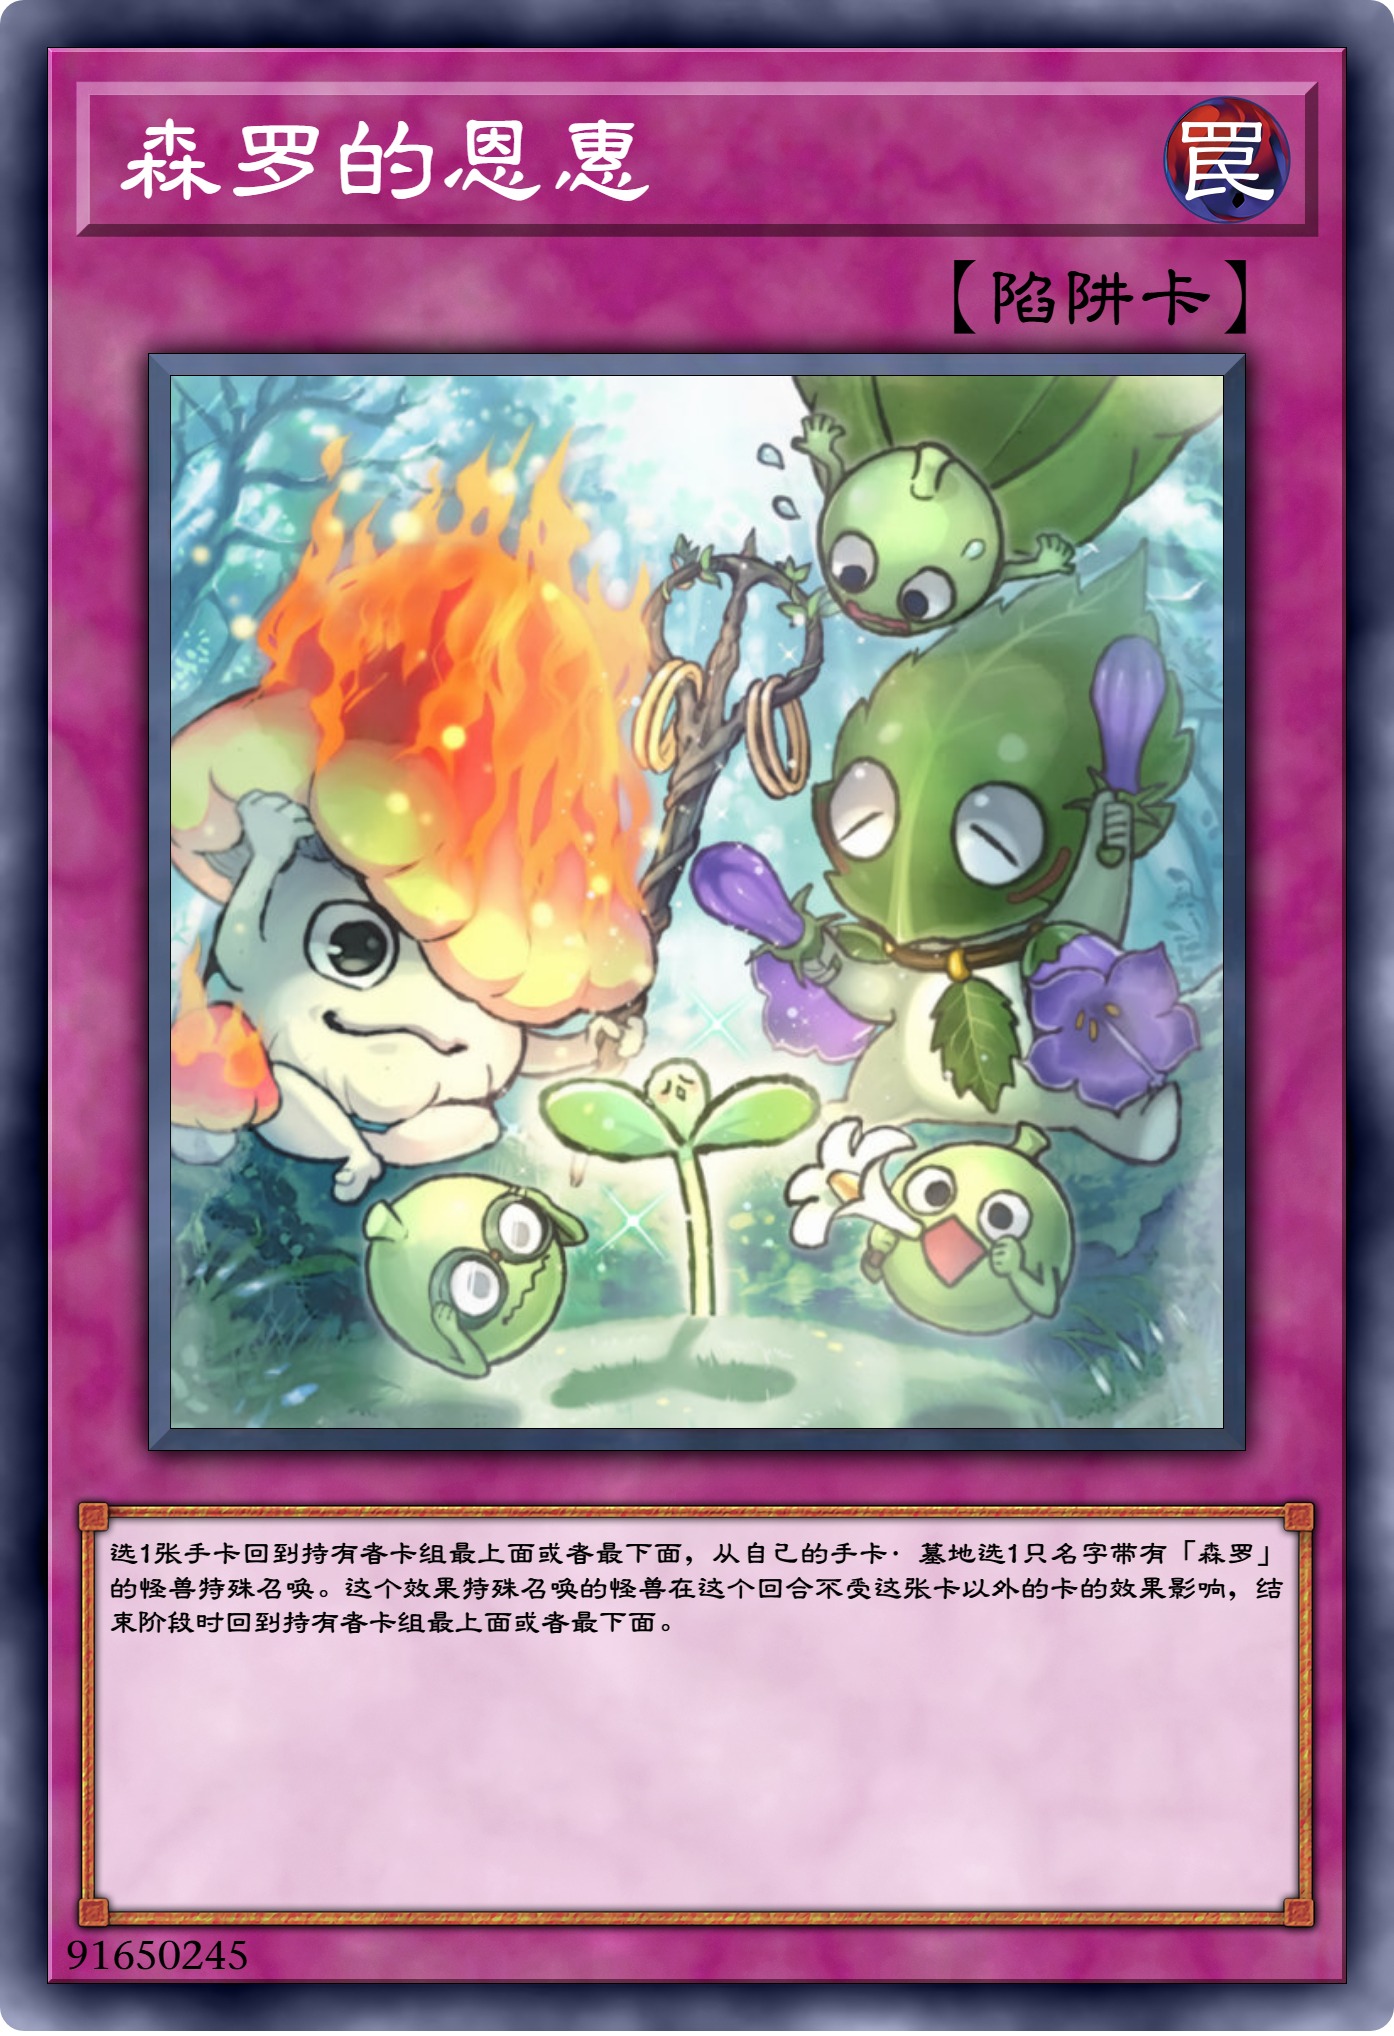 森罗的恩惠
罠
【陷阱卡】
选1张手卡回到持有者卡组最上面或者最下面，从自己的手卡·墓地选1只名字带有「森罗」
的怪兽特殊召唤。这个效果特殊召唤的怪兽在这个回合不受这张卡以外的卡的效果影响，结
束阶段时回到持有者卡组最上面或者最下面。
91650245